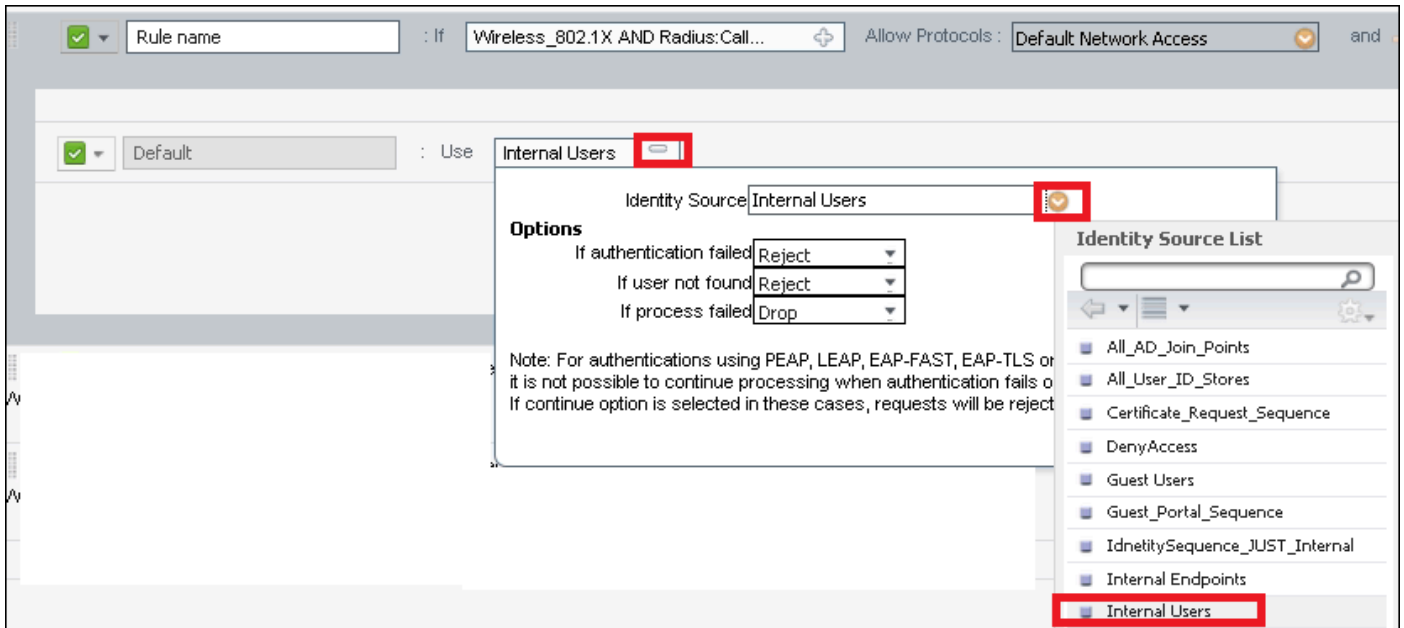 Rule name : If Wireless_802.1X AND Radius:Call... Allow Protocols : Default Network Access and
Default : Use Internal Users
Identity Source Internal Users
Options
If authentication failed Reject
If user not found Reject
If process failed Drop
Note: For authentications using PEAP, LEAP, EAP-FAST, EAP-TLS or
it is not possible to continue processing when authentication fails o
If continue option is selected in these cases, requests will be reject
Identity Source List
All_AD_Join_Points
All_User_ID_Stores
Certificate_Request_Sequence
DenyAccess
Guest Users
Guest_Portal_Sequence
IdnetitySequence_JUST_Internal
Internal Endpoints
Internal Users